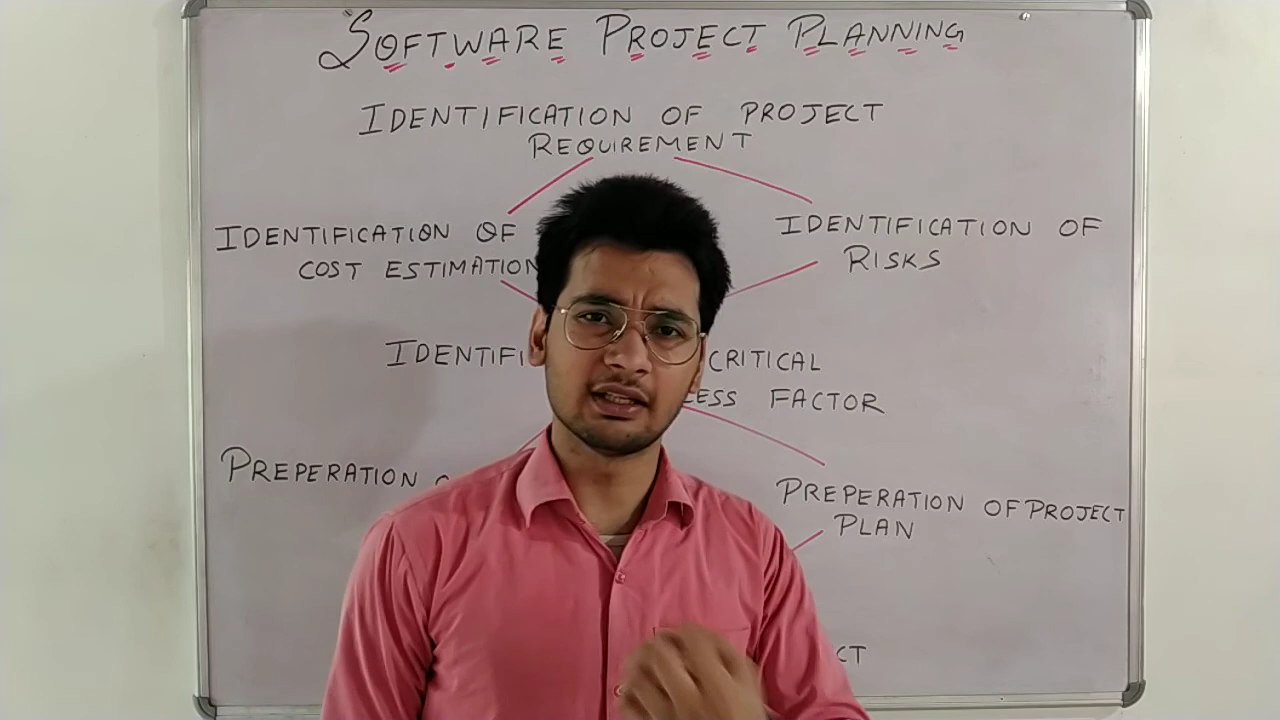 SOFTWARE PROJECT PLANNING
IDENTIFICATION OF PROJECT
REQUIREMENT
IDENTIFICATION OF
COST ESTIMATION
IDENTIFICATION OF
RISKS
CRITICAL
FACTOR
PREPERATION
PREPERATION OF PROJECT
PLAN